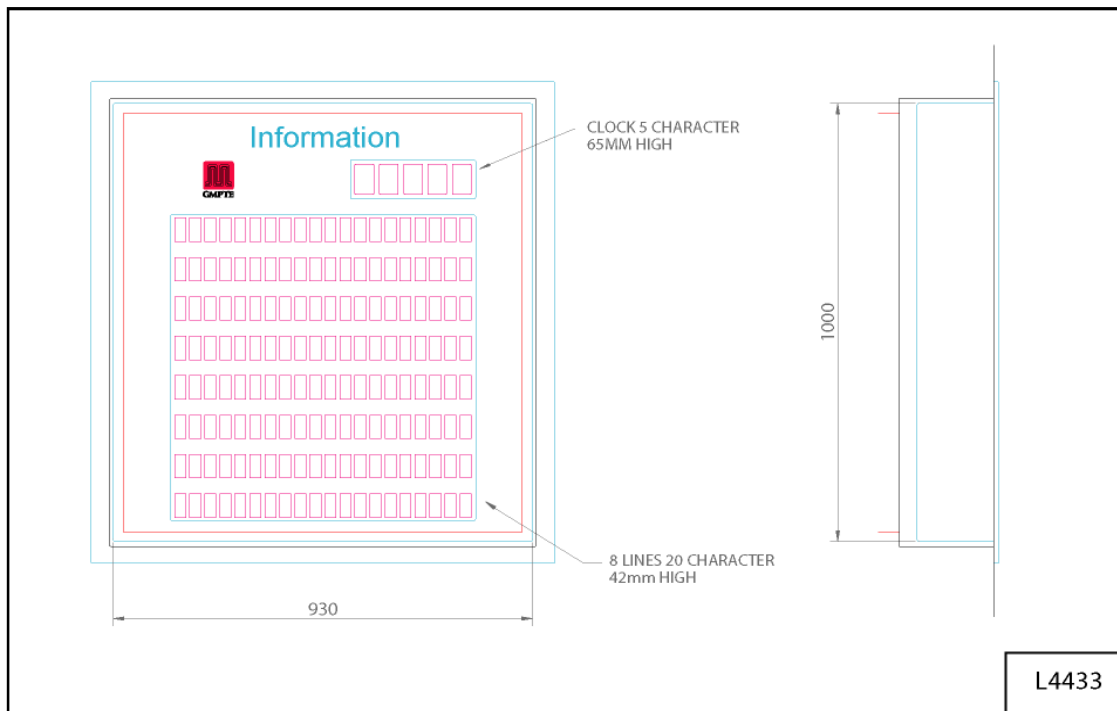 Information
CLOCK 5 CHARACTER
65MM HIGH
GMPTE
1000
8 LINES 20 CHARACTER
42mm HIGH
930
L4433